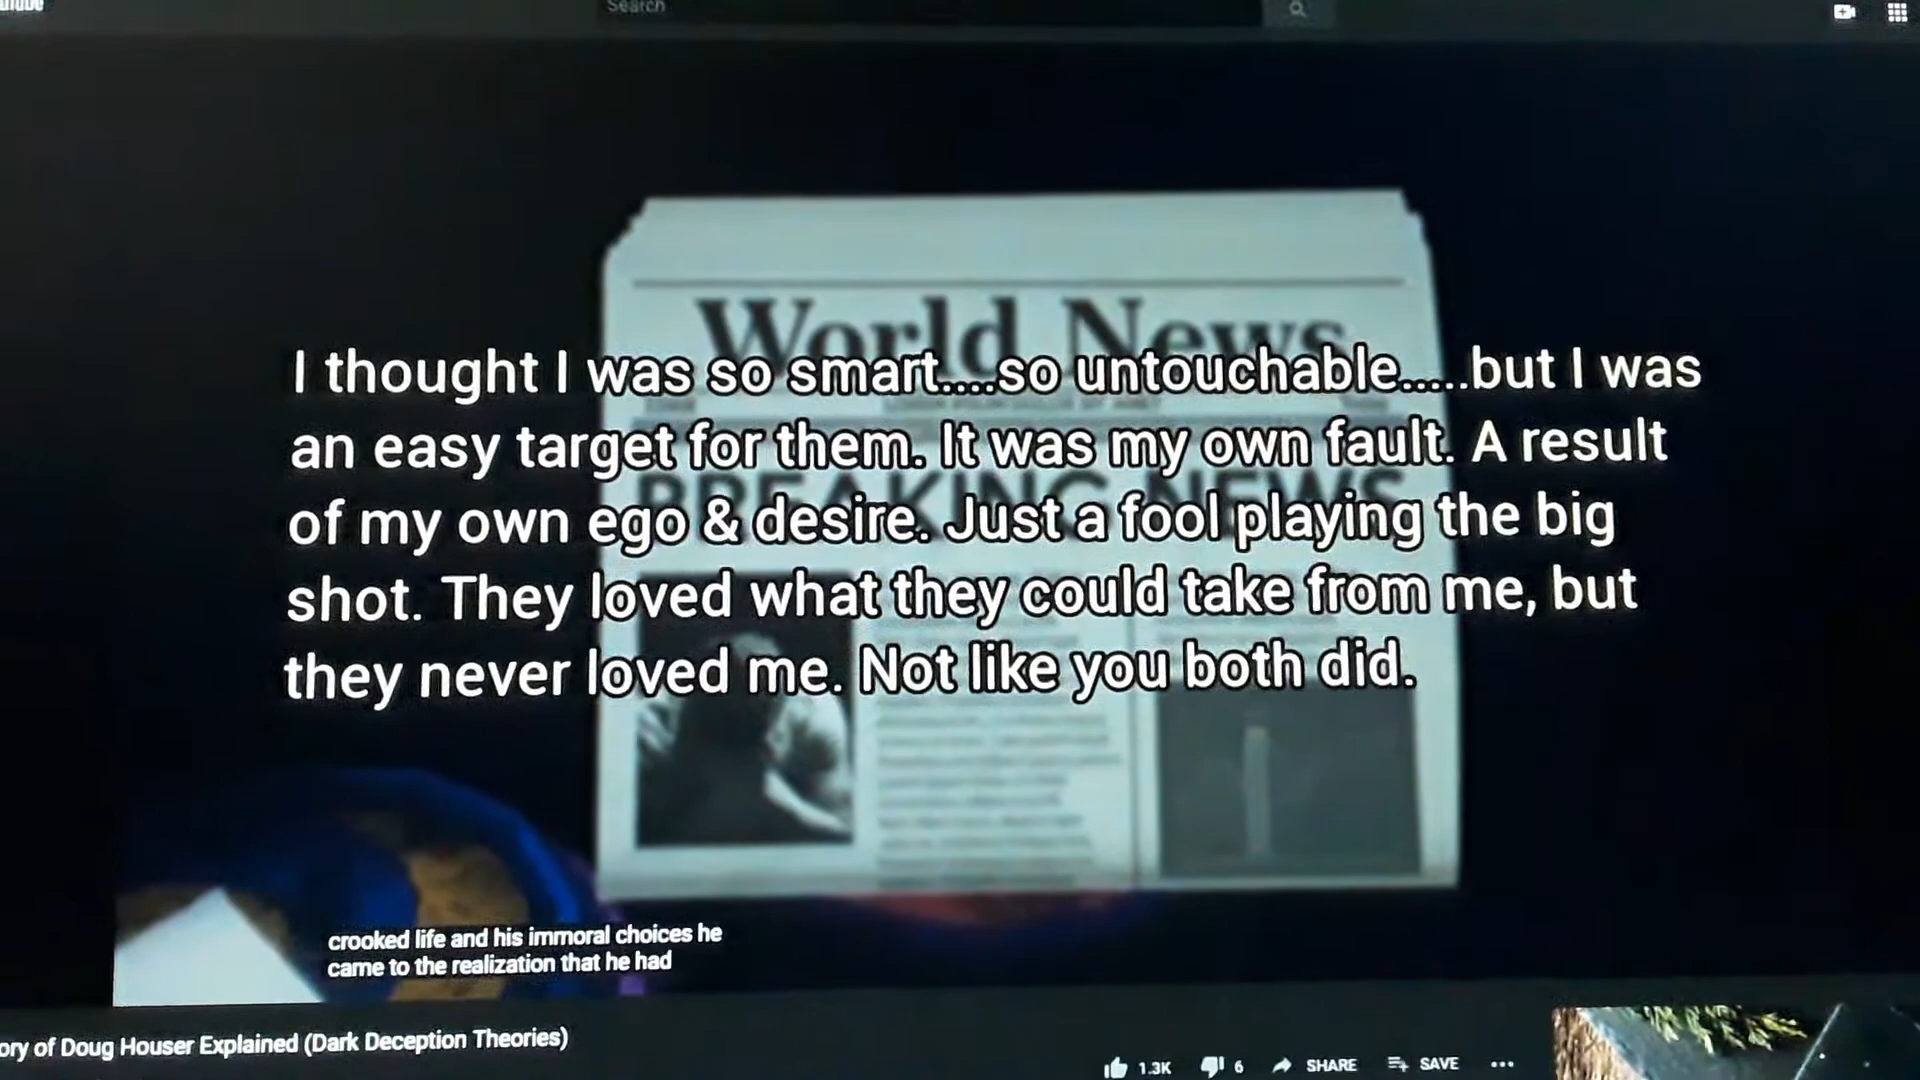 Search
World News
I thought I was so smart....so untouchable.....but I was
an easy target for them. It was my own fault. A result
BREAKING NEWS
of my own ego & desire. Just a fool playing the big
shot. They loved what they could take from me, but
they never loved me. Not like you both did.
crooked life and his immoral choices he
came to the realization that he had
ory of Doug Houser Explained (Dark Deception Theories)
1.3K 6 SHARE SAVE